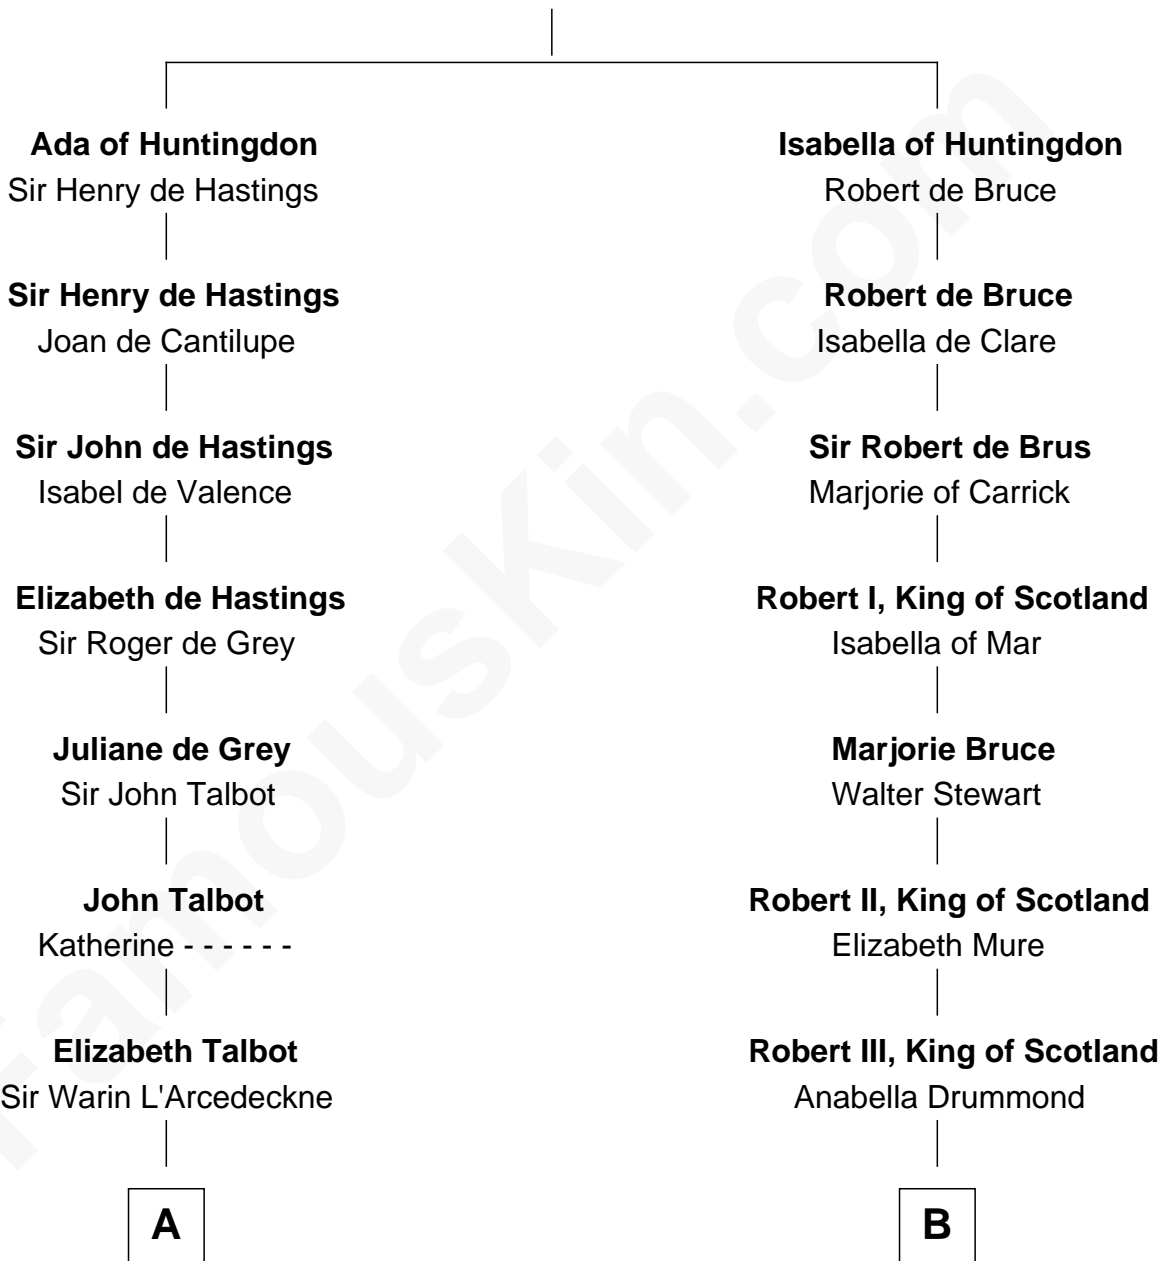 Ada of Huntingdon
Sir Henry de Hastings
Sir Henry de Hastings
Joan de Cantilupe
Sir John de Hastings
Isabel de Valence
Elizabeth de Hastings
Sir Roger de Grey
Juliane de Grey
Sir John Talbot
John Talbot
Katherine - - - - - -
Elizabeth Talbot
Sir Warin L'Arcedeckne
A
Isabella of Huntingdon
Robert de Bruce
Robert de Bruce
Isabella de Clare
Sir Robert de Brus
Marjorie of Carrick
Robert I, King of Scotland
Isabella of Mar
Marjorie Bruce
Walter Stewart
Robert II, King of Scotland
Elizabeth Mure
Robert III, King of Scotland
Anabella Drummond
B
FamousKin.com